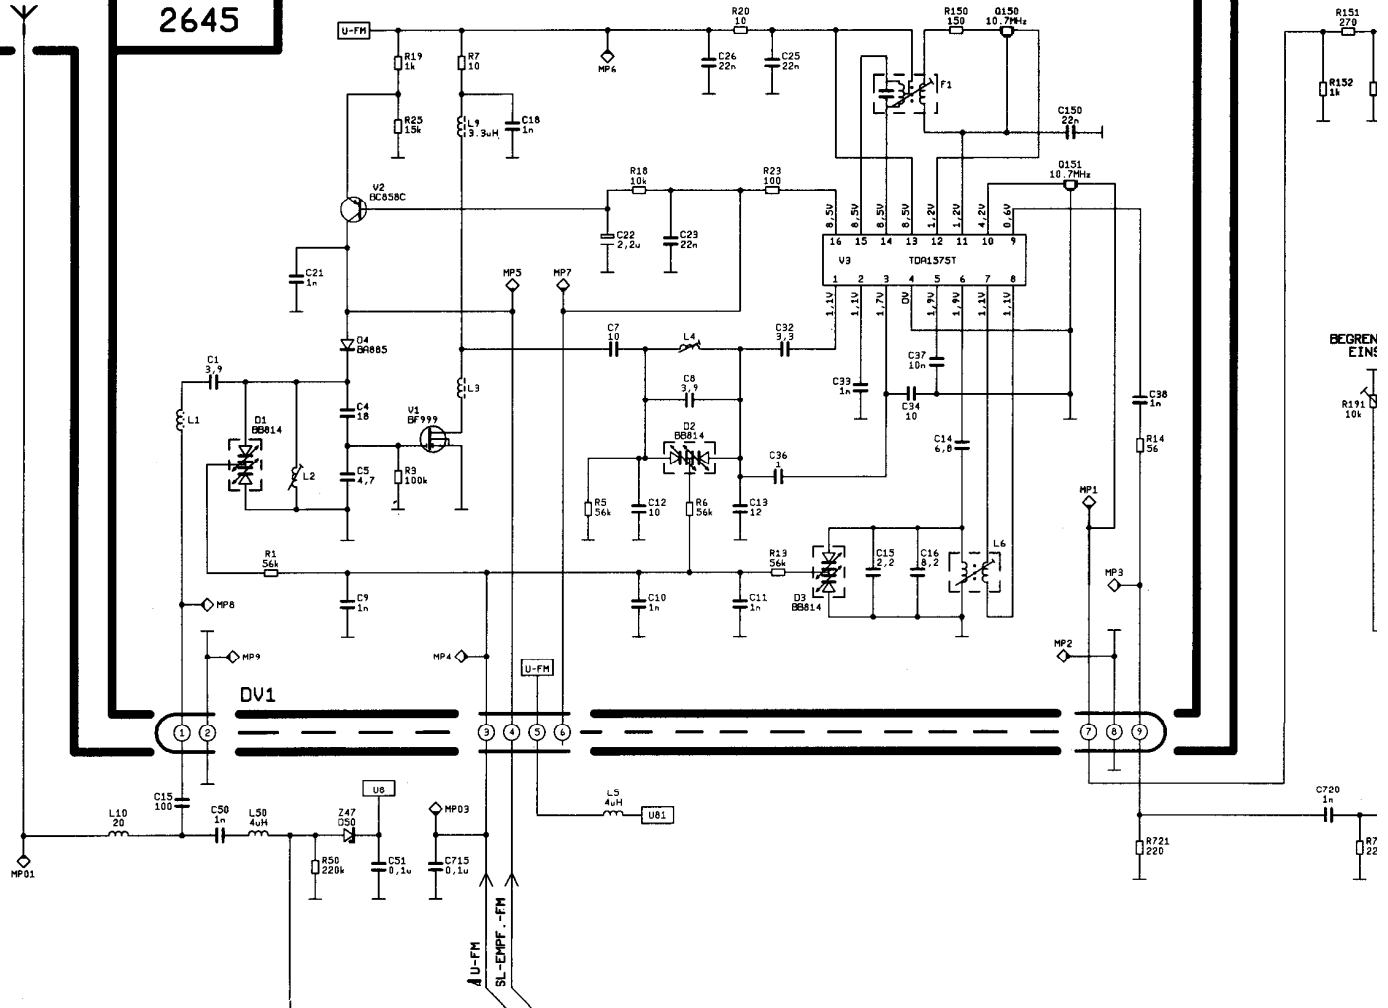 2645
U-FM
R19
1k
R7
10
MP6
R20
10
C26
22n
C25
22n
R150
150
Q150
10.7MHz
R151
270
R152
1k
F1
C150
22n
R25
15k
L9
3.3uH
C18
1n
V2
BC858C
R18
10k
R23
100
Q151
10.7MHz
C22
2,2u
C23
22n
8,5V
8,5V
8,5V
8,5V
1,2V
1,2V
4,2V
0,6V
16 15 14 13 12 11 10 9
V3 TDA1575T
1 2 3 4 5 6 7 8
1,1V
1,1V
1,7V
0V
1,9V
1,9V
1,1V
1,1V
C21
1n
MP5
MP7
D4
BA885
C7
10
L4
C32
3,3
C37
10n
C33
1n
C34
10
C38
1n
R14
56
BEGREN
EINS
R191
10k
C1
3,9
L1
D1
BB814
L2
C4
18
C5
4,7
V1
BF999
R3
100k
L3
C8
3,9
D2
BB814
C36
1
C14
6,8
R5
56k
C12
10
R6
56k
C13
12
MP1
R1
56k
R13
56k
D3
BB814
C15
2,2
C16
8,2
L6
MP3
C9
1n
C10
1n
C11
1n
MP8
MP9
MP4
U-FM
MP2
DV1
1 2 3 4 5 6 7 8 9
C15
100
L10
20
C50
1n
L50
4uH
Z47
D50
U8
MP03
L5
4uH
U81
C720
1n
MP01
R50
220k
C51
0,1u
C715
0,1u
R721
220
R7
22
U-FM
SL-EMPF.-FM